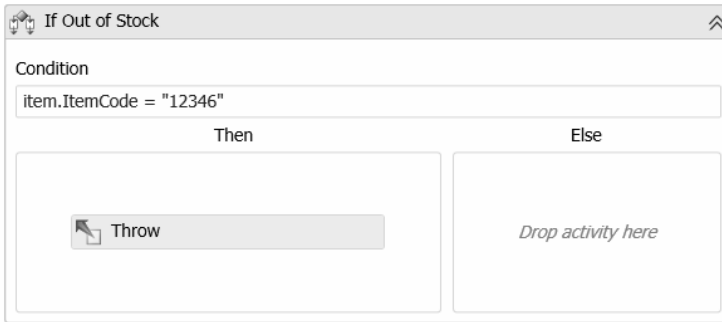 If Out of Stock
Condition
item.ItemCode = "12346"
Then Else
Throw
Drop activity here